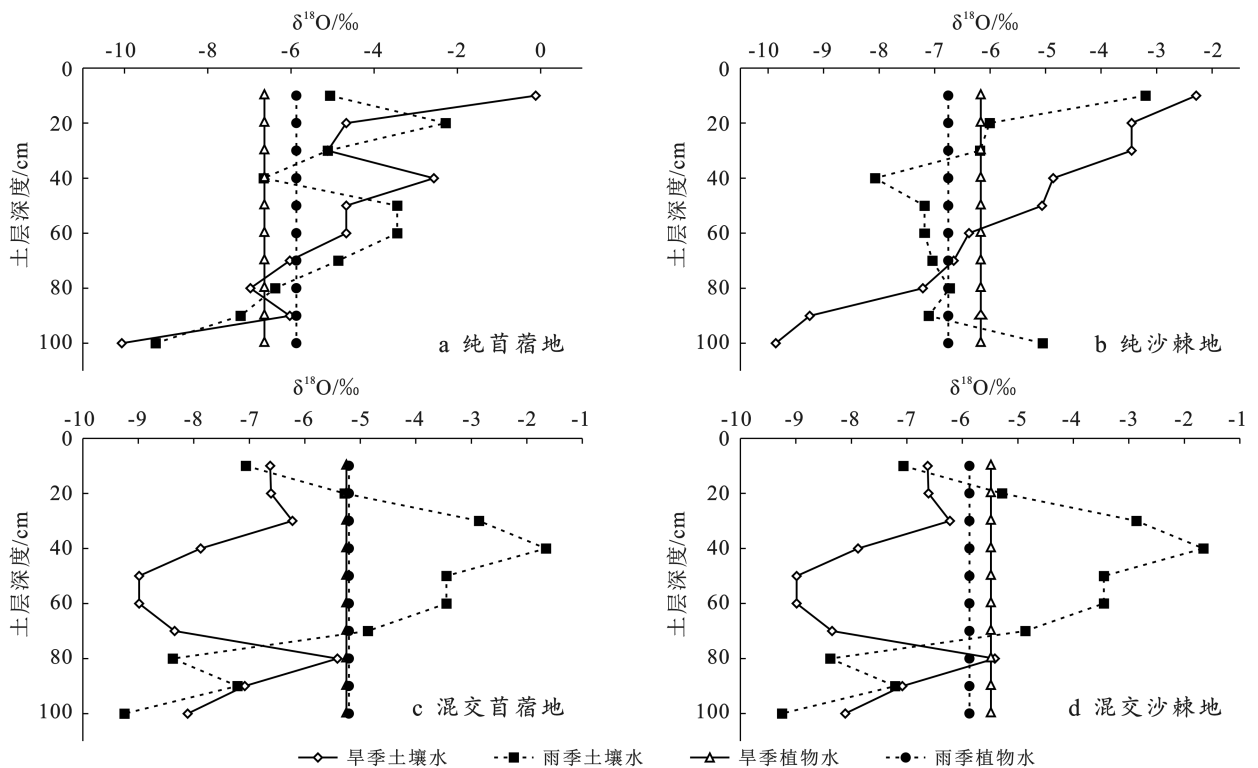 δ¹⁸O/‰
-10 -8 -6 -4 -2 0
0
20
40
60
80
100
土层深度/cm
a 纯苜蓿地
δ¹⁸O/‰
-10 -9 -8 -7 -6 -5 -4 -3 -2
0
20
40
60
80
100
土层深度/cm
b 纯沙棘地
δ¹⁸O/‰
-10 -9 -8 -7 -6 -5 -4 -3 -2 -1
0
20
40
60
80
100
土层深度/cm
c 混交苜蓿地
δ¹⁸O/‰
-10 -9 -8 -7 -6 -5 -4 -3 -2 -1
0
20
40
60
80
100
土层深度/cm
d 混交沙棘地
旱季土壤水 雨季土壤水 旱季植物水 雨季植物水